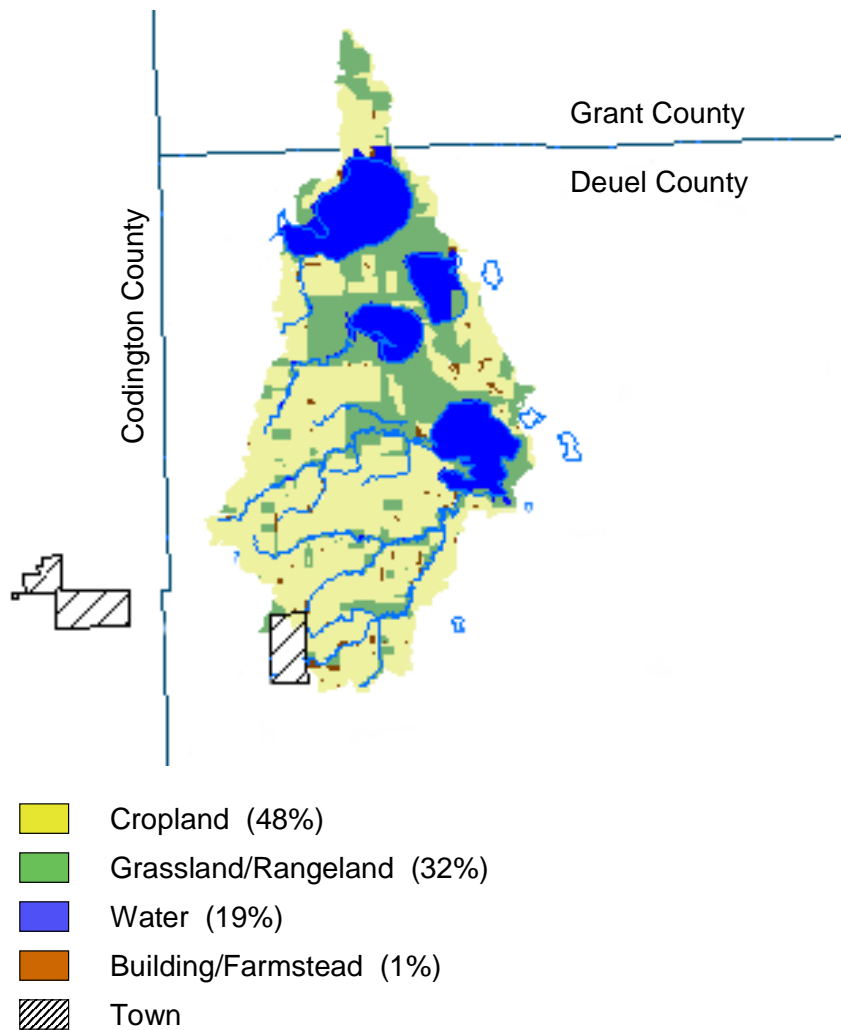 Grant County
Deuel County
Codington County
Cropland (48%)
Grassland/Rangeland (32%)
Water (19%)
Building/Farmstead (1%)
Town